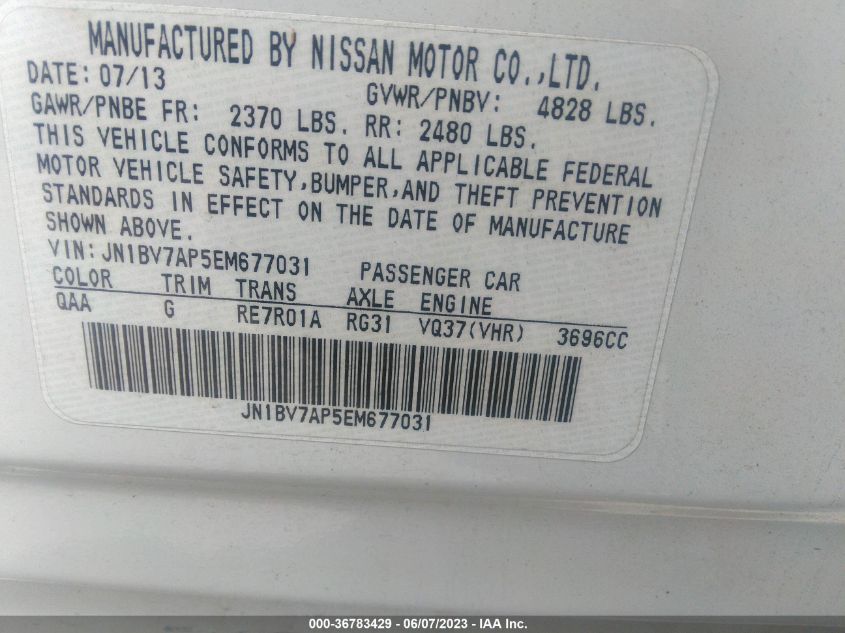 MANUFACTURED BY NISSAN MOTOR CO.,LTD.
DATE: 07/13 GVWR/PNBV: 4828 LBS.
GAWR/PNBE FR: 2370 LBS. RR: 2480 LBS.
THIS VEHICLE CONFORMS TO ALL APPLICABLE FEDERAL
MOTOR VEHICLE SAFETY,BUMPER,AND THEFT PREVENTION
STANDARDS IN EFFECT ON THE DATE OF MANUFACTURE
SHOWN ABOVE.
VIN:JN1BV7AP5EM677031 PASSENGER CAR
COLOR TRIM TRANS AXLE ENGINE
QAA G RE7R01A RG31 VQ37(VHR) 3696CC
JN1BV7AP5EM677031
000-36783429 - 06/07/2023 - IAA Inc.